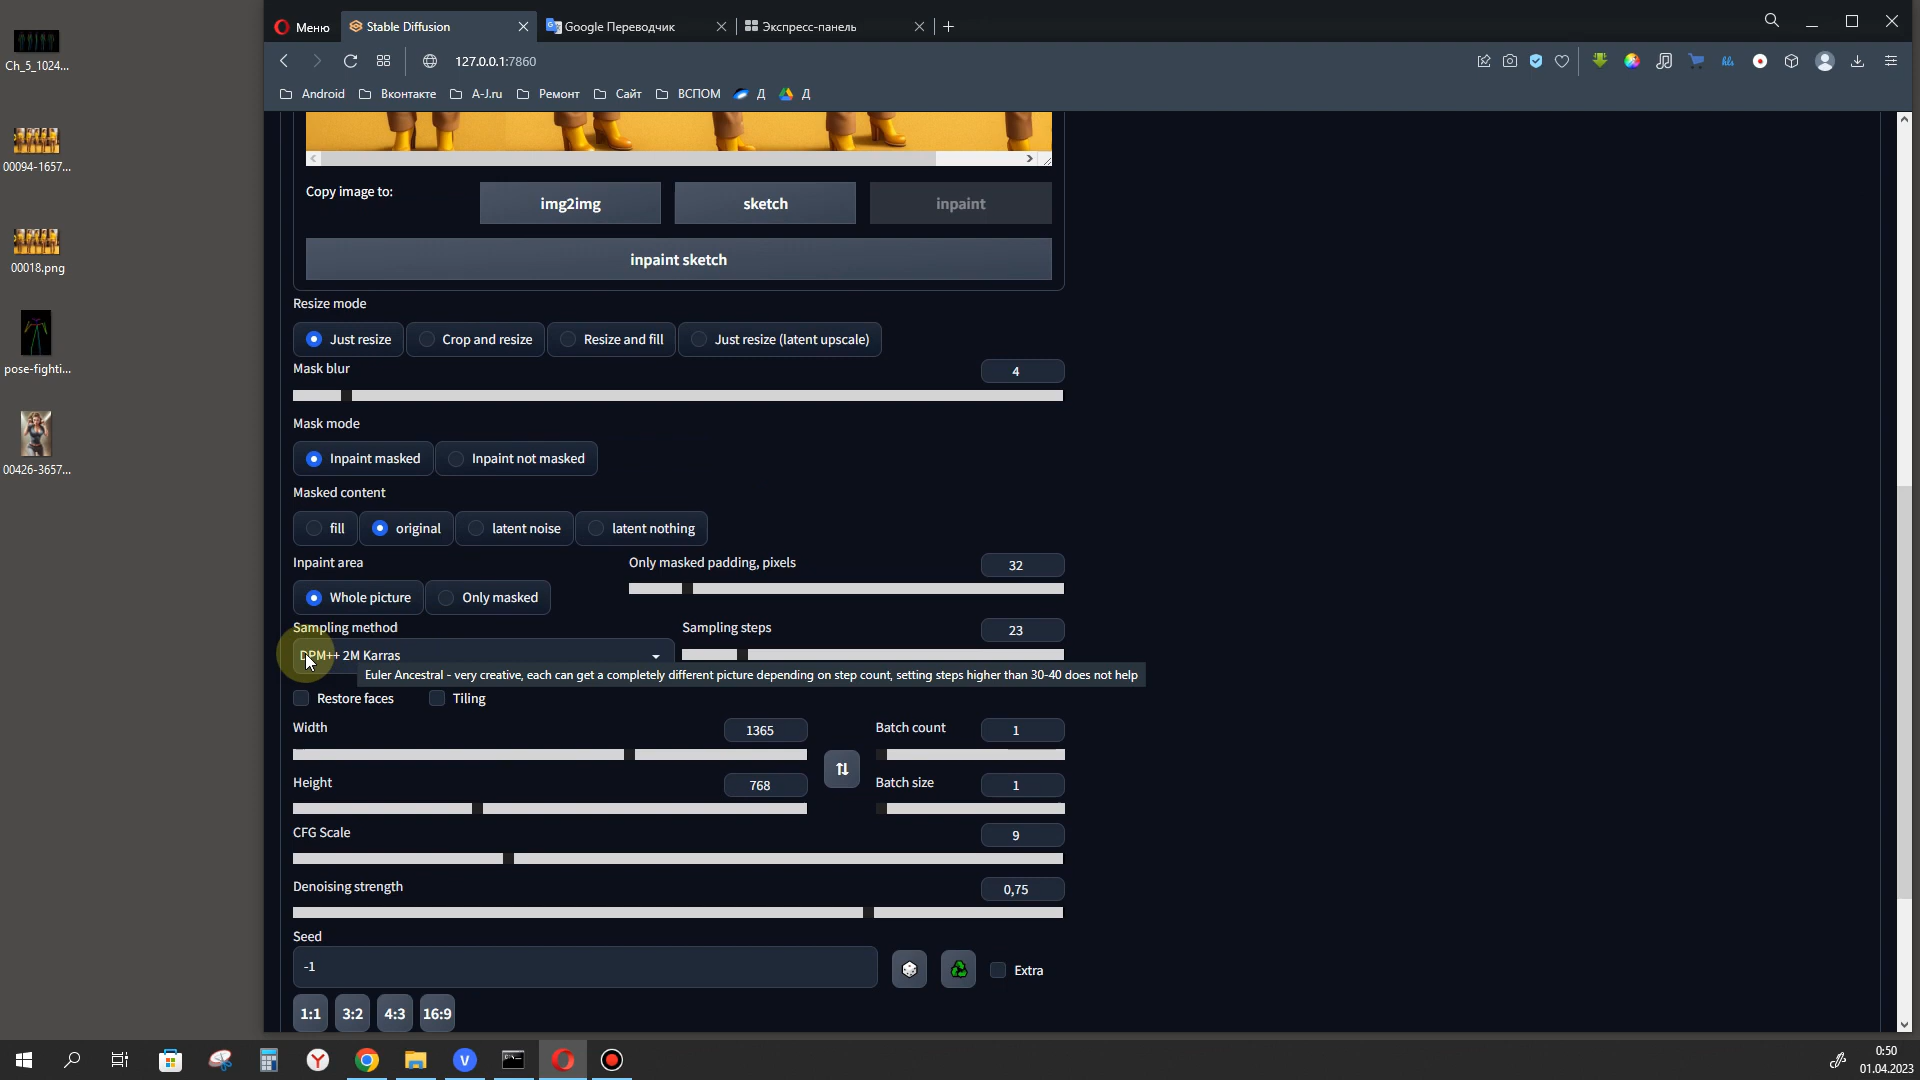 Ch_5_1024...
00094-1657...
00018.png
pose-fighti...
00426-3657...
Меню
Stable Diffusion
Google Переводчик
Экспресс-панель
127.0.0.1:7860
Android
Вконтакте
A-J.ru
Ремонт
Сайт
ВСПОМ
Д
Д
Copy image to:
img2img
sketch
inpaint
inpaint sketch
Resize mode
Just resize
Crop and resize
Resize and fill
Just resize (latent upscale)
Mask blur
4
Mask mode
Inpaint masked
Inpaint not masked
Masked content
fill
original
latent noise
latent nothing
Inpaint area
Whole picture
Only masked
Only masked padding, pixels
32
Sampling method
DPM++ 2M Karras
Sampling steps
23
Euler Ancestral - very creative, each can get a completely different picture depending on step count, setting steps higher than 30-40 does not help
Restore faces
Tiling
Width
1365
Batch count
1
Height
768
Batch size
1
CFG Scale
9
Denoising strength
0,75
Seed
-1
Extra
1:1
3:2
4:3
16:9
0:50
01.04.2023